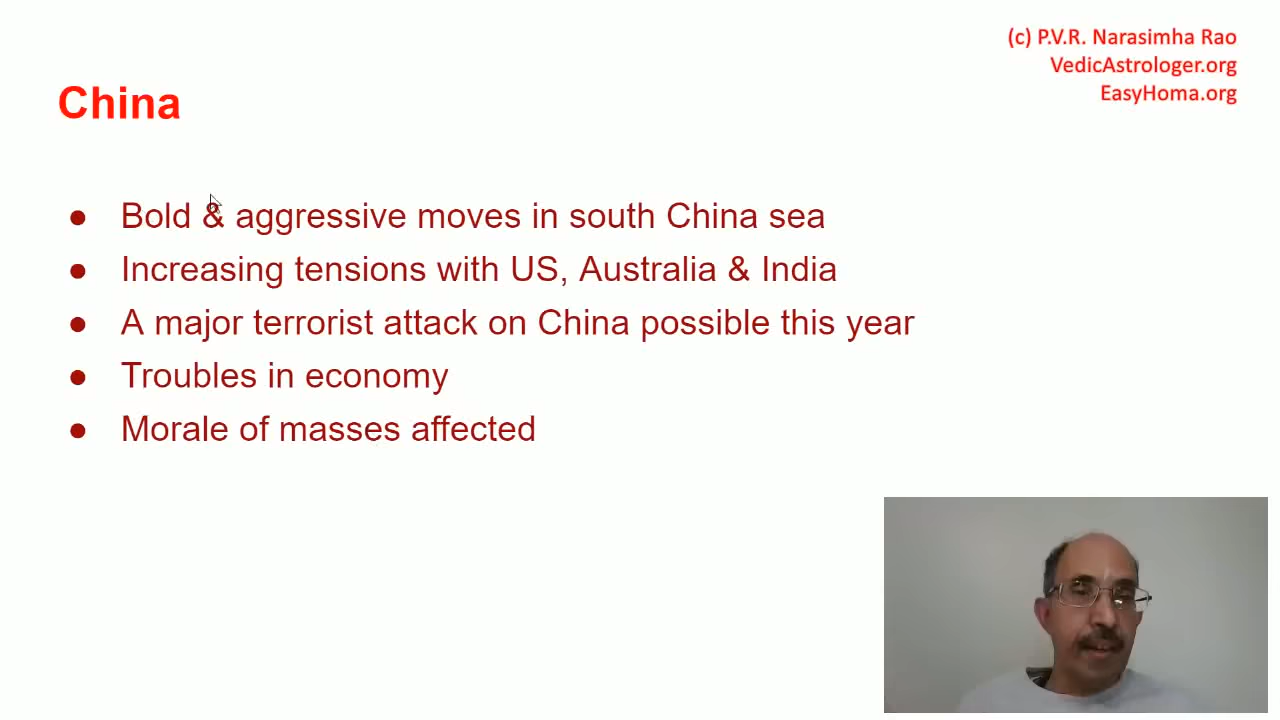 (c) P.V.R. Narasimha Rao
VedicAstrologer.org
EasyHoma.org
China
● Bold & aggressive moves in south China sea
● Increasing tensions with US, Australia & India
● A major terrorist attack on China possible this year
● Troubles in economy
● Morale of masses affected